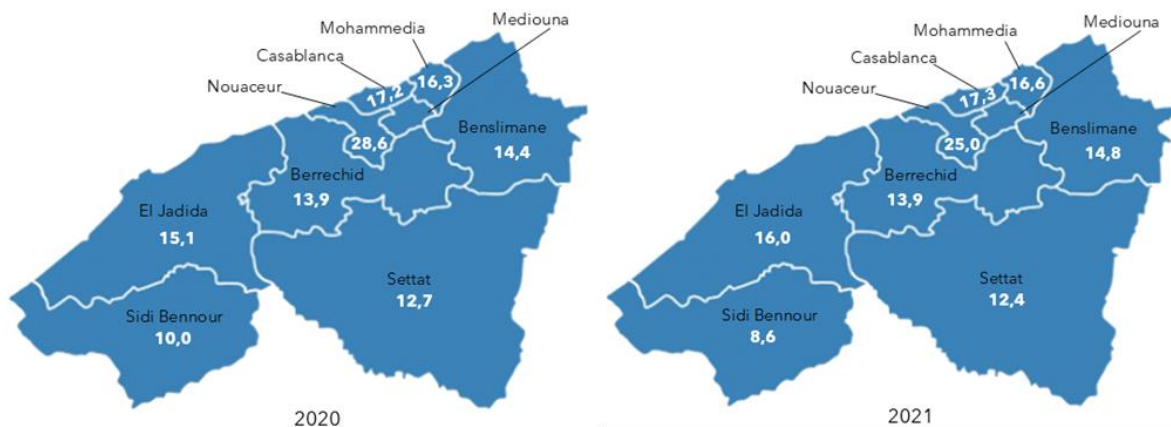 Mediouna
Mohammedia
Casablanca
Nouaceur
16,3
17,2
28,6
Benslimane
14,4
Berrechid
13,9
El Jadida
15,1
Settat
12,7
Sidi Bennour
10,0
2020
Mediouna
Mohammedia
Casablanca
Nouaceur
16,6
17,3
25,0
Benslimane
14,8
Berrechid
13,9
El Jadida
16,0
Settat
12,4
Sidi Bennour
8,6
2021